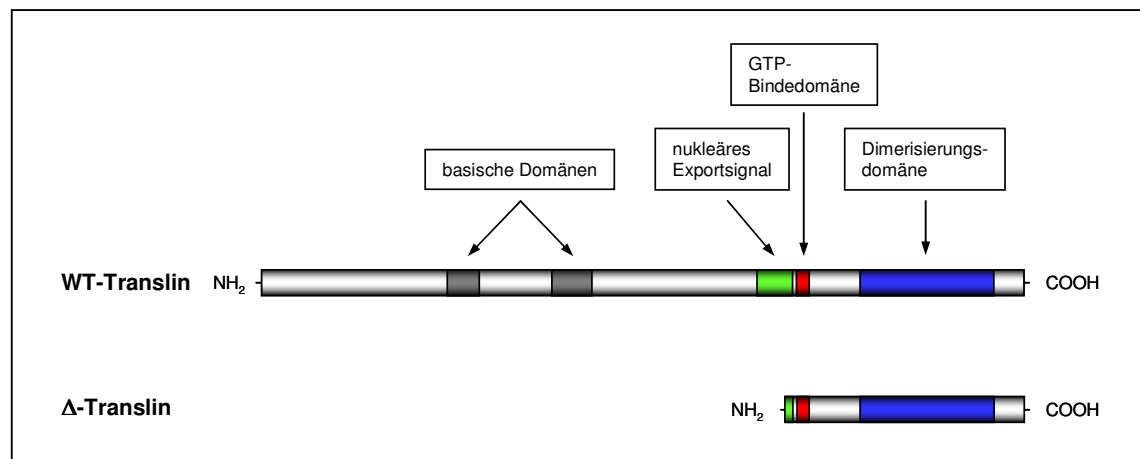 GTP-
Bindedomäne
nukleäres
Exportsignal
Dimerisierungs-
domäne
basische Domänen
WT-Translin NH₂ COOH
Δ-Translin NH₂ COOH